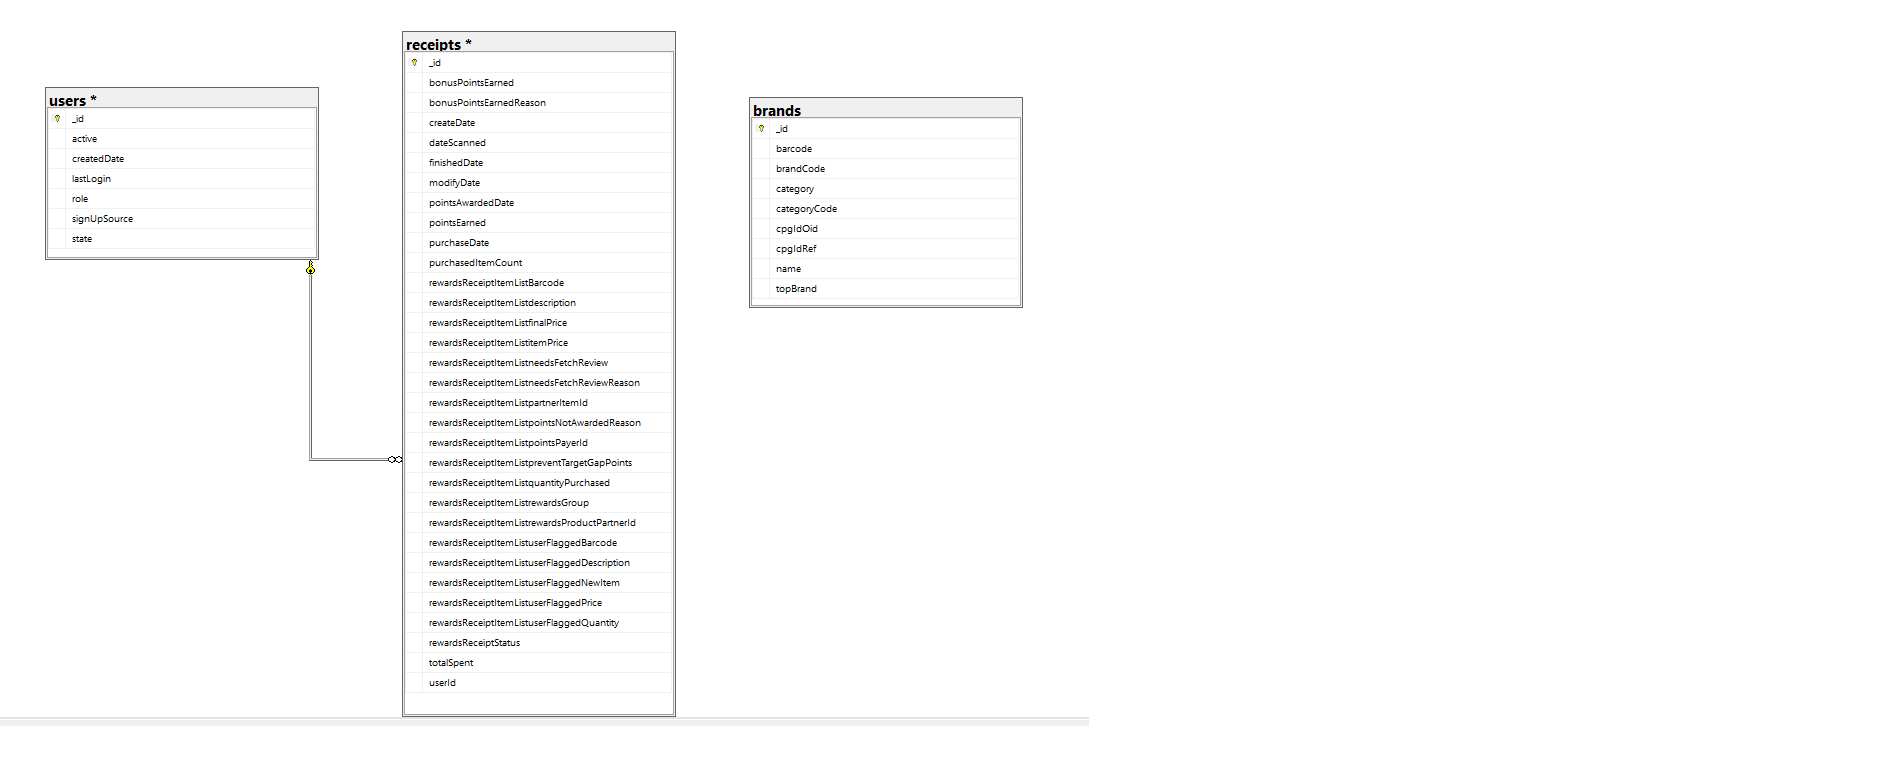 users *
_id
active
createdDate
lastLogin
role
signUpSource
state
receipts *
_id
bonusPointsEarned
bonusPointsEarnedReason
createDate
dateScanned
finishedDate
modifyDate
pointsAwardedDate
pointsEarned
purchaseDate
purchasedItemCount
rewardsReceiptItemListBarcode
rewardsReceiptItemListdescription
rewardsReceiptItemListfinalPrice
rewardsReceiptItemListitemPrice
rewardsReceiptItemListneedsFetchReview
rewardsReceiptItemListneedsFetchReviewReason
rewardsReceiptItemListpartnerItemId
rewardsReceiptItemListpointsNotAwardedReason
rewardsReceiptItemListpointsPayerId
rewardsReceiptItemListpreventTargetGapPoints
rewardsReceiptItemListquantityPurchased
rewardsReceiptItemListrewardsGroup
rewardsReceiptItemListrewardsProductPartnerId
rewardsReceiptItemListuserFlaggedBarcode
rewardsReceiptItemListuserFlaggedDescription
rewardsReceiptItemListuserFlaggedNewItem
rewardsReceiptItemListuserFlaggedPrice
rewardsReceiptItemListuserFlaggedQuantity
rewardsReceiptStatus
totalSpent
userId
brands
_id
barcode
brandCode
category
categoryCode
cpgIdOid
cpgIdRef
name
topBrand